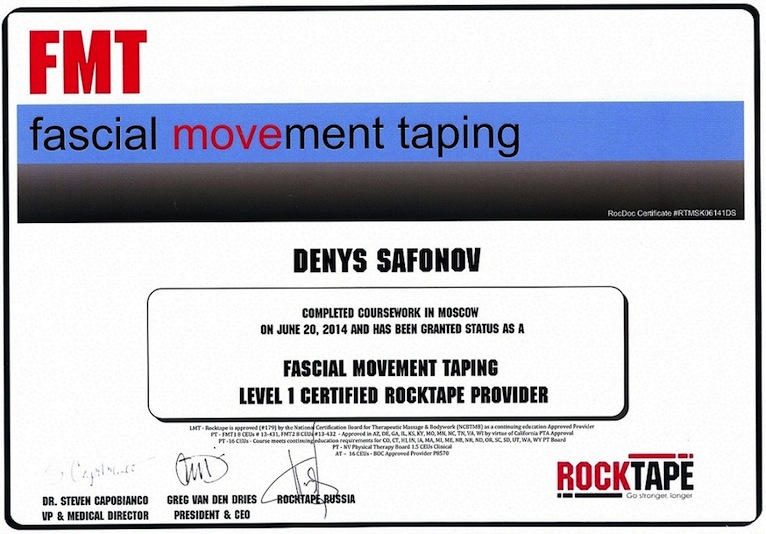 FMT
fascial movement taping
RocDoc Certificate #RTMSK06141DS
DENYS SAFONOV
COMPLETED COURSEWORK IN MOSCOW
ON JUNE 20, 2014 AND HAS BEEN GRANTED STATUS AS A
FASCIAL MOVEMENT TAPING
LEVEL 1 CERTIFIED ROCKTAPE PROVIDER
LMT - Rocktape is approved (#179) by the National Certification Board for Therapeutic Massage & Bodywork (NCBTMB) as a continuing education Approved Provider
PT - FMT1 8 CEUs # 13-431, FMT2 8 CEUs #13-432 - Approved in AZ, DE, GA, IL, KS, KY, MO, MN, NC, TN, VA, WI by virtue of California PTA Approval
PT - 16 CEUs - Course meets continuing education requirements for CO, CT, HI, IN, IA, MA, MI, ME, NB, NR, ND, OR, SC, SD, UT, WA, WY PT Board
PT - NV Physical Therapy Board 1.5 CEUs Clinical
AT - 16 CEUs - BOC Approved Provider P8570
DR. STEVEN CAPOBIANCO
VP & MEDICAL DIRECTOR
GREG VAN DEN DRIES
PRESIDENT & CEO
ROCKTAPE RUSSIA
ROCKTAPE
Go stronger, longer